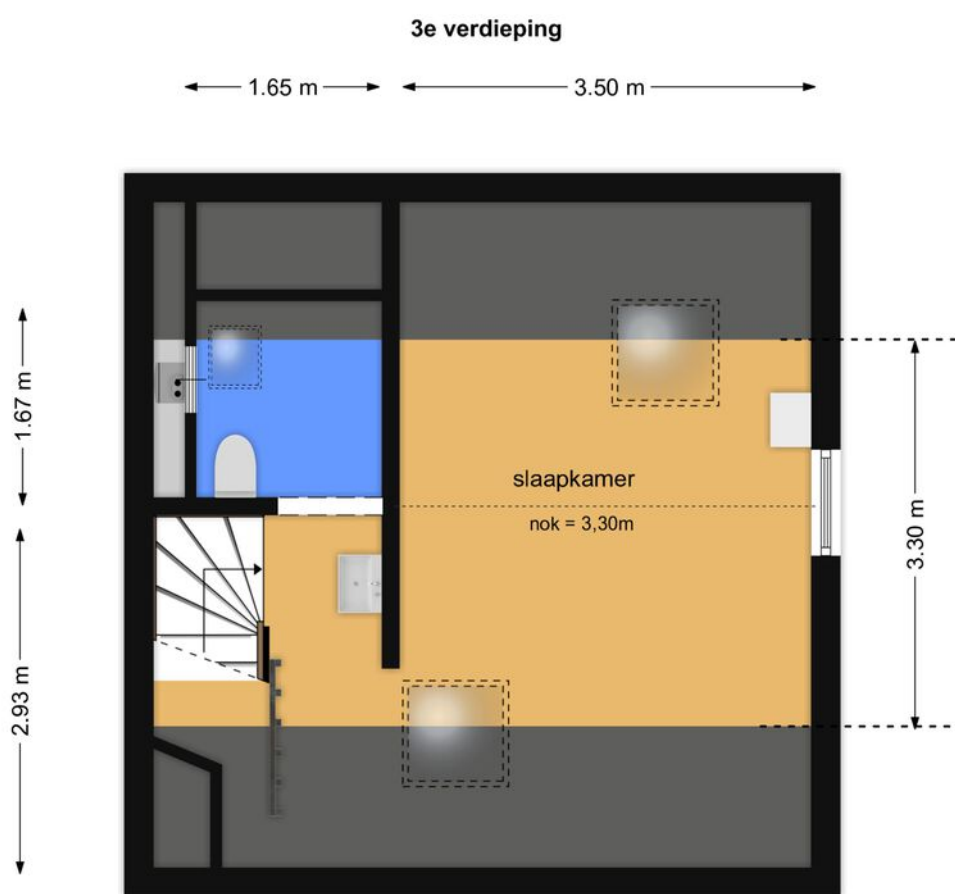 3e verdieping
1.65 m
3.50 m
1.67 m
slaapkamer
nok = 3,30m
3.30 m
2.93 m